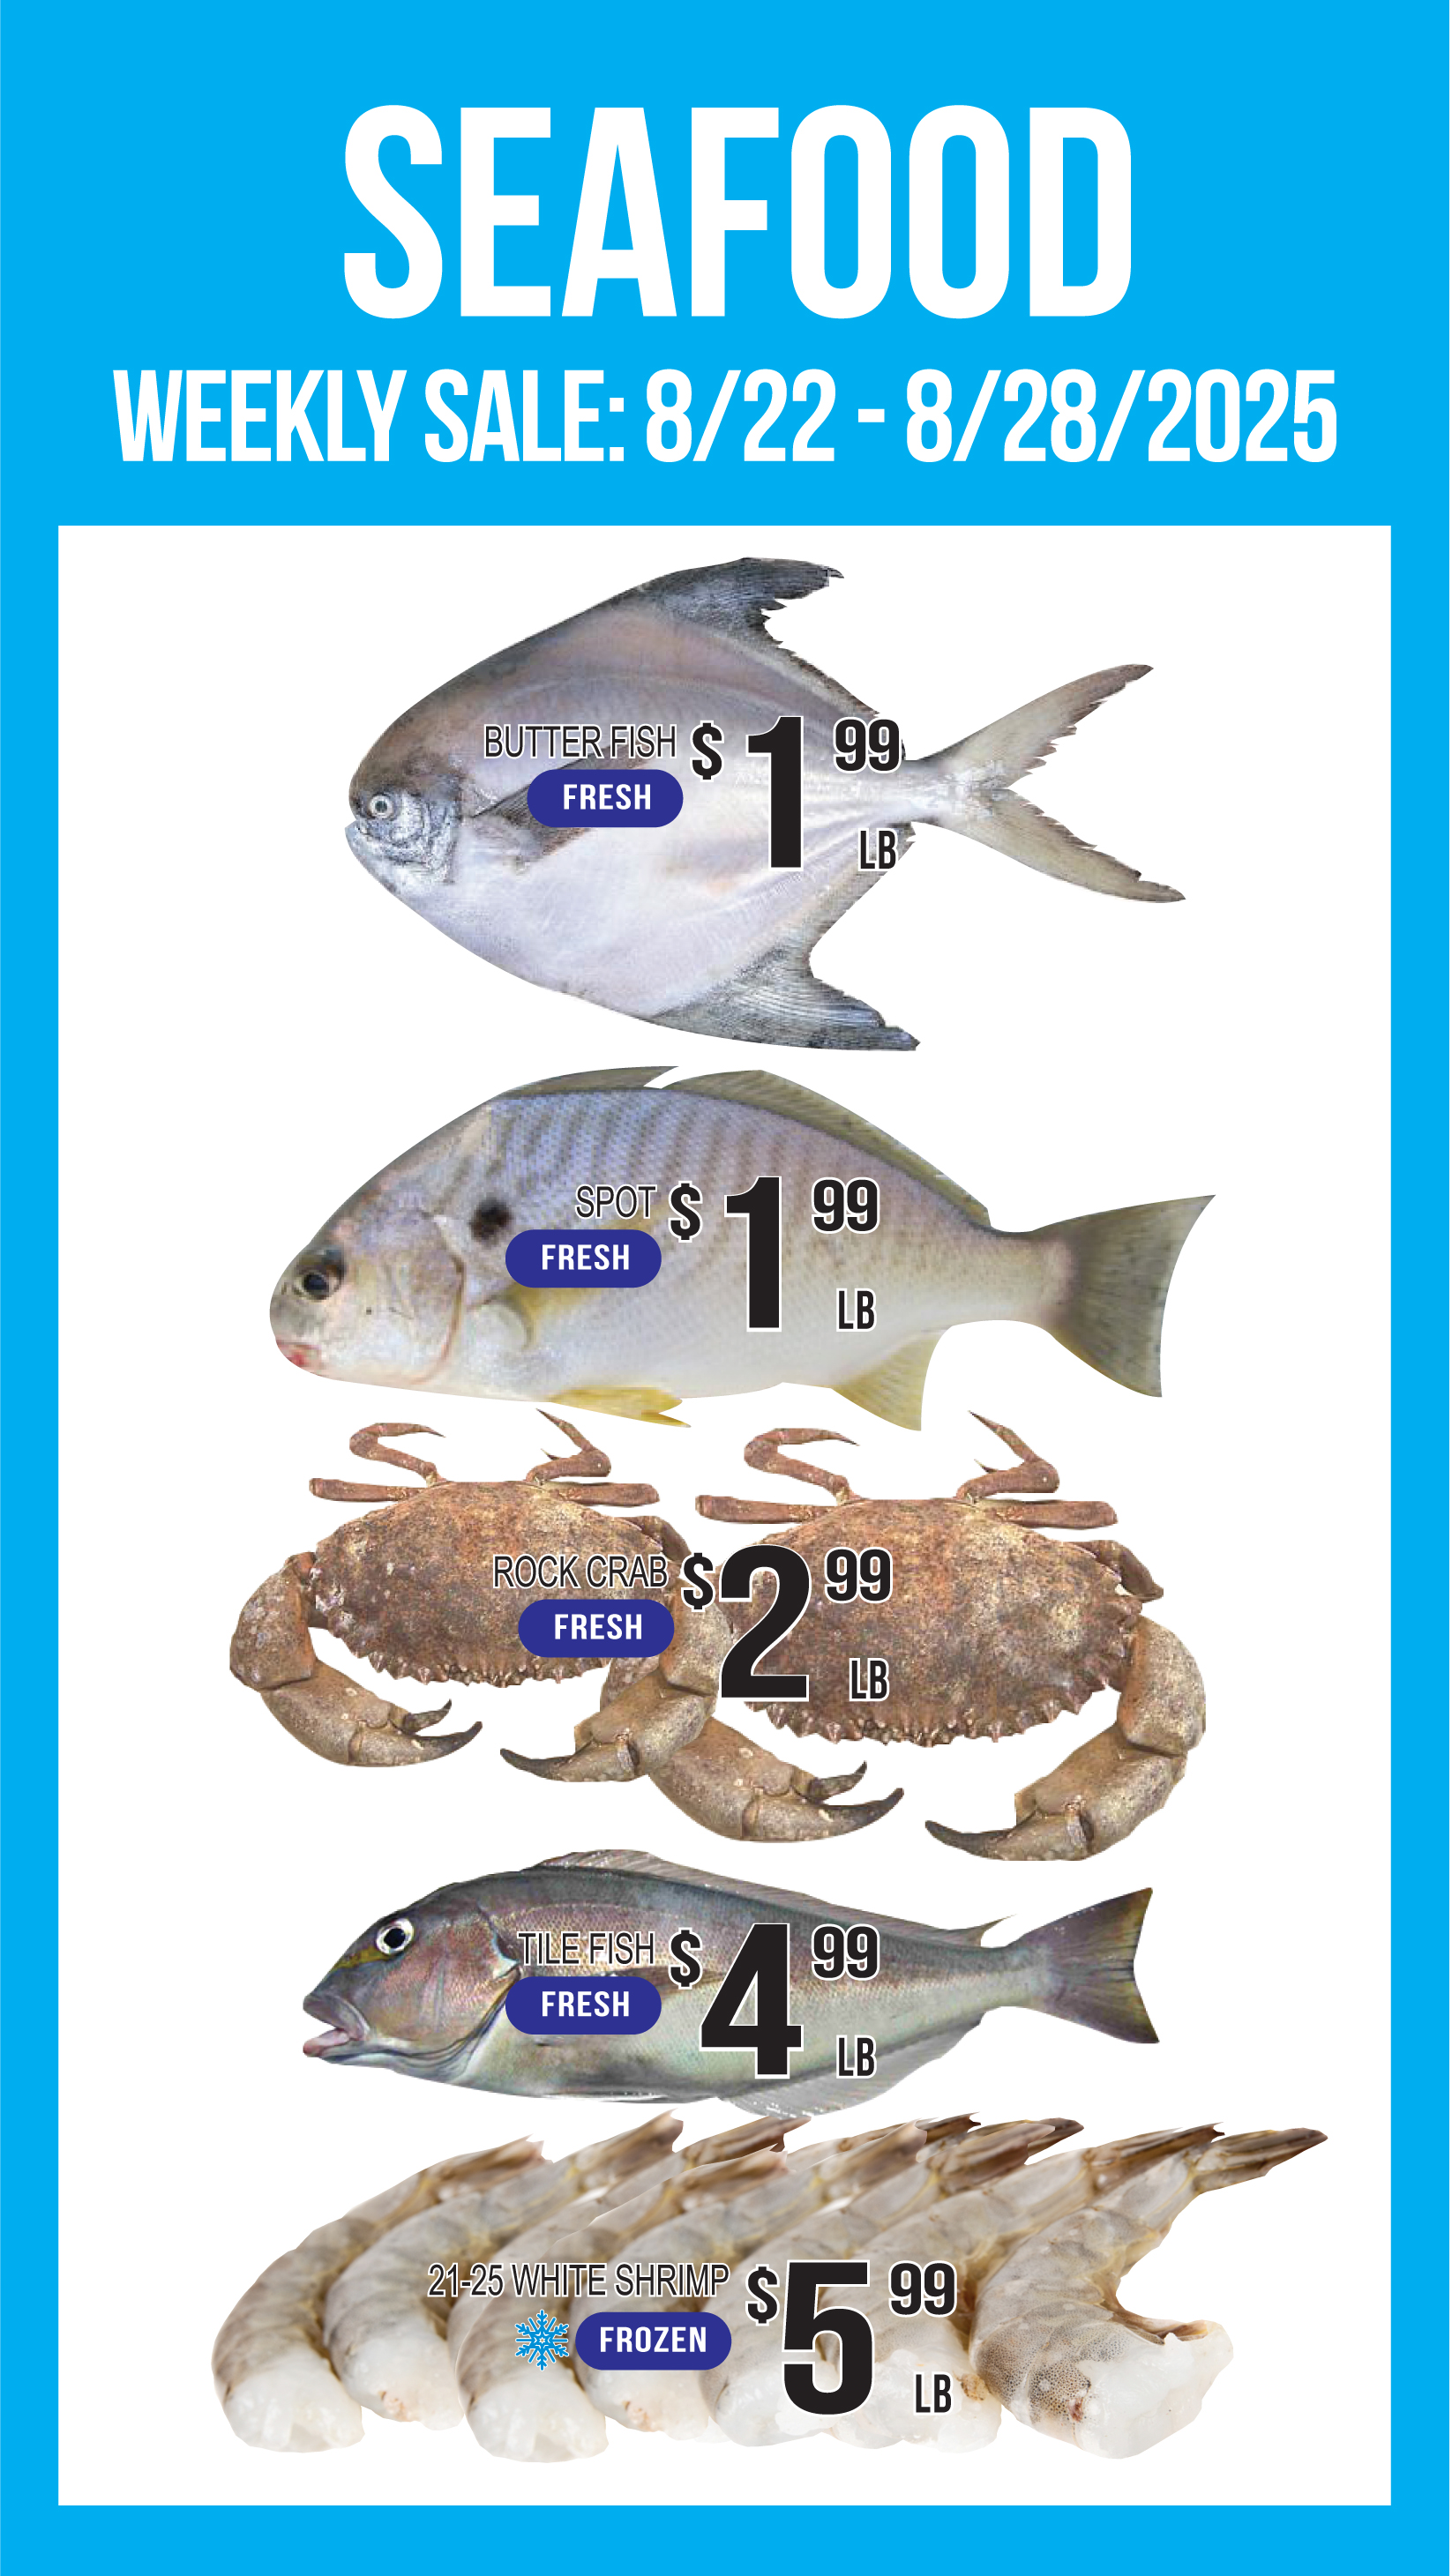 SEAFOOD
WEEKLY SALE: 8/22 - 8/28/2025
BUTTER FISH $1 99
FRESH
LB
SPOT $1 99
FRESH
LB
ROCK CRAB $2 99
FRESH
LB
TILE FISH $4 99
FRESH
LB
21-25 WHITE SHRIMP $5 99
FROZEN
LB